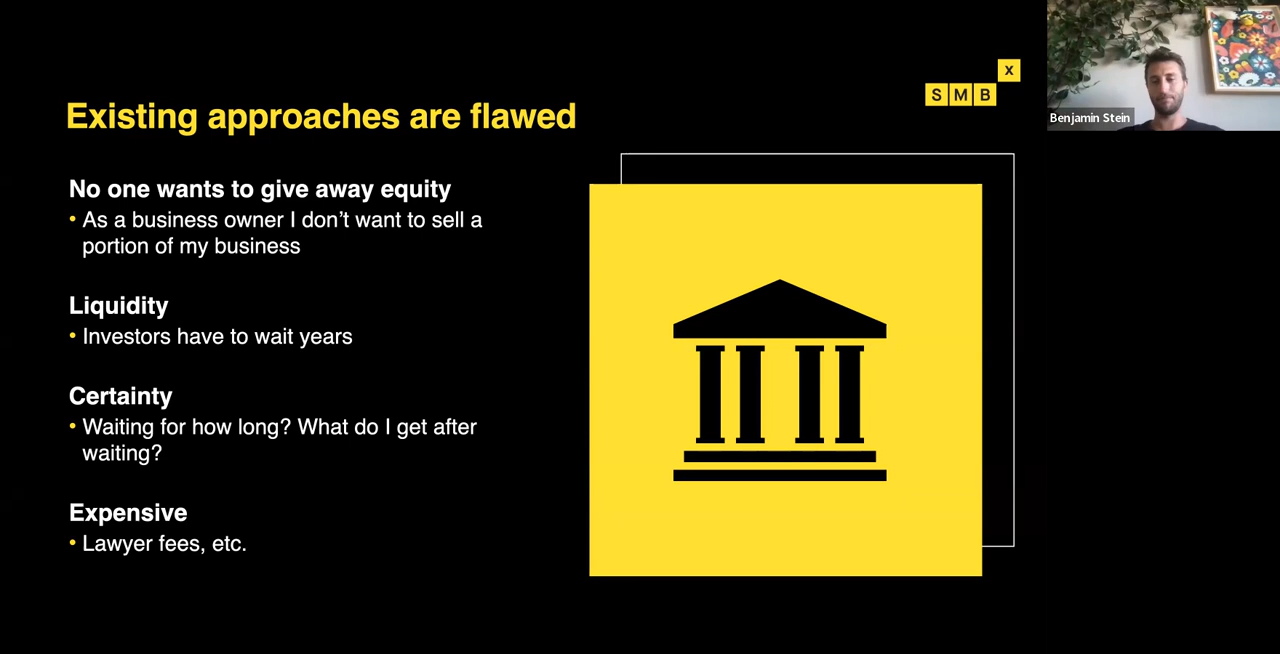 Existing approaches are flawed
No one wants to give away equity
• As a business owner I don’t want to sell a
portion of my business
Liquidity
• Investors have to wait years
Certainty
• Waiting for how long? What do I get after
waiting?
Expensive
• Lawyer fees, etc.
X
SMB
Benjamin Stein